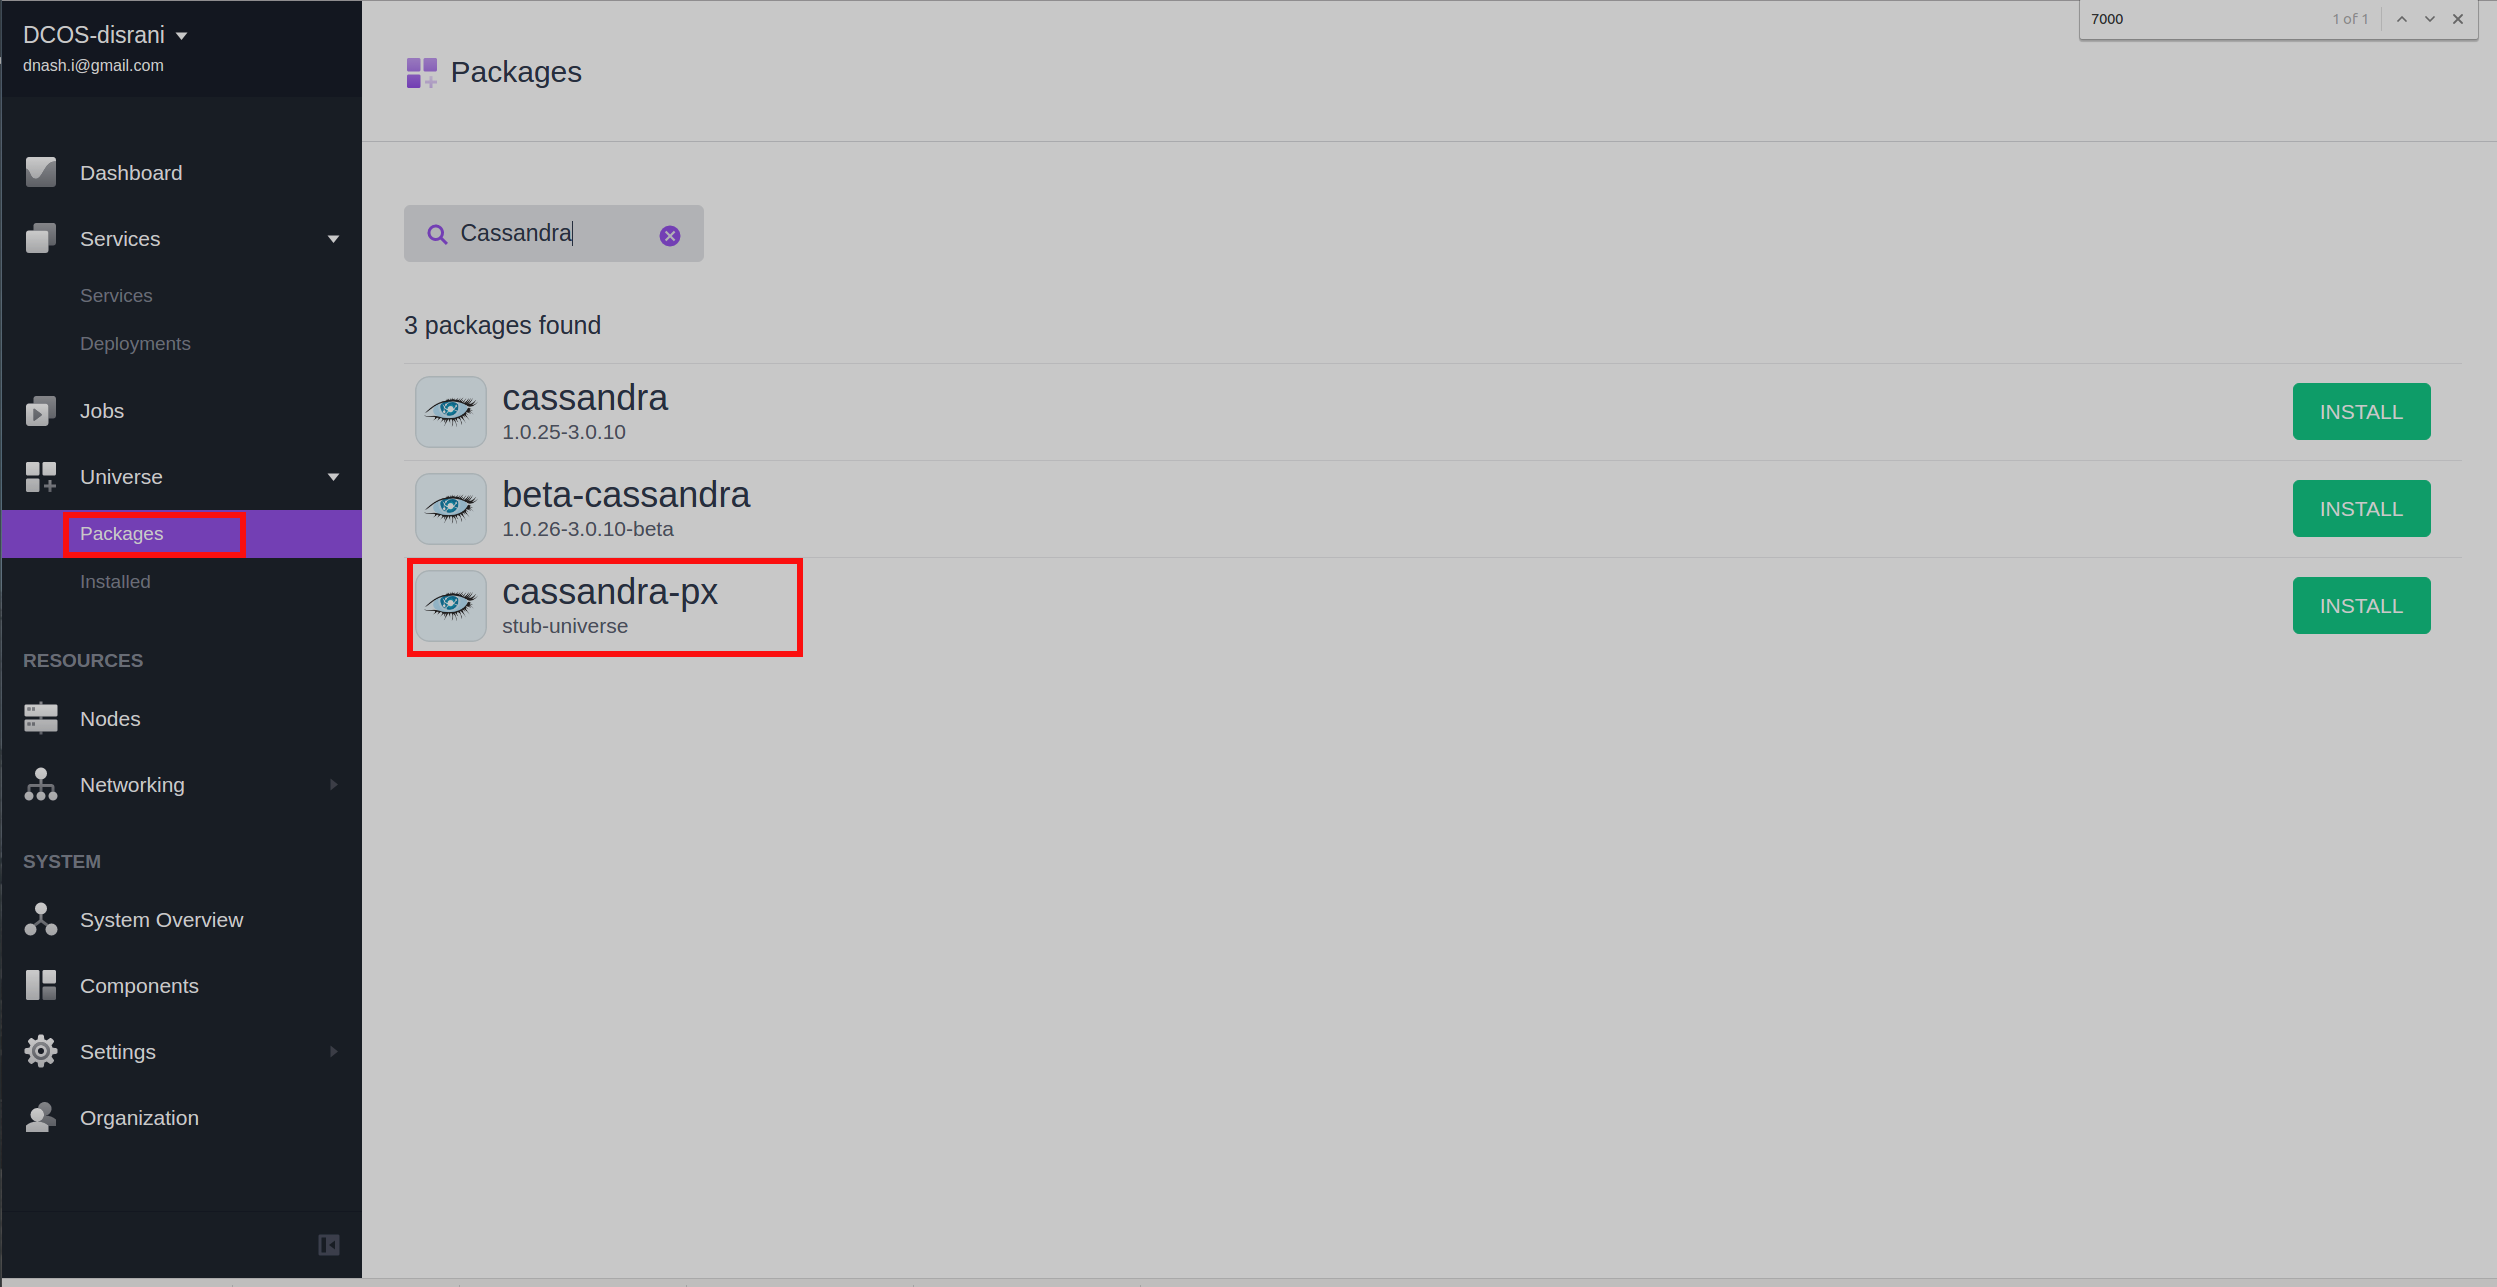 DCOS-disrani
dnash.i@gmail.com
Dashboard
Services
Services
Deployments
Jobs
Universe
Packages
Installed
RESOURCES
Nodes
Networking
SYSTEM
System Overview
Components
Settings
Organization
7000
1 of 1
Packages
Cassandra
3 packages found
cassandra
1.0.25-3.0.10
INSTALL
beta-cassandra
1.0.26-3.0.10-beta
INSTALL
cassandra-px
stub-universe
INSTALL